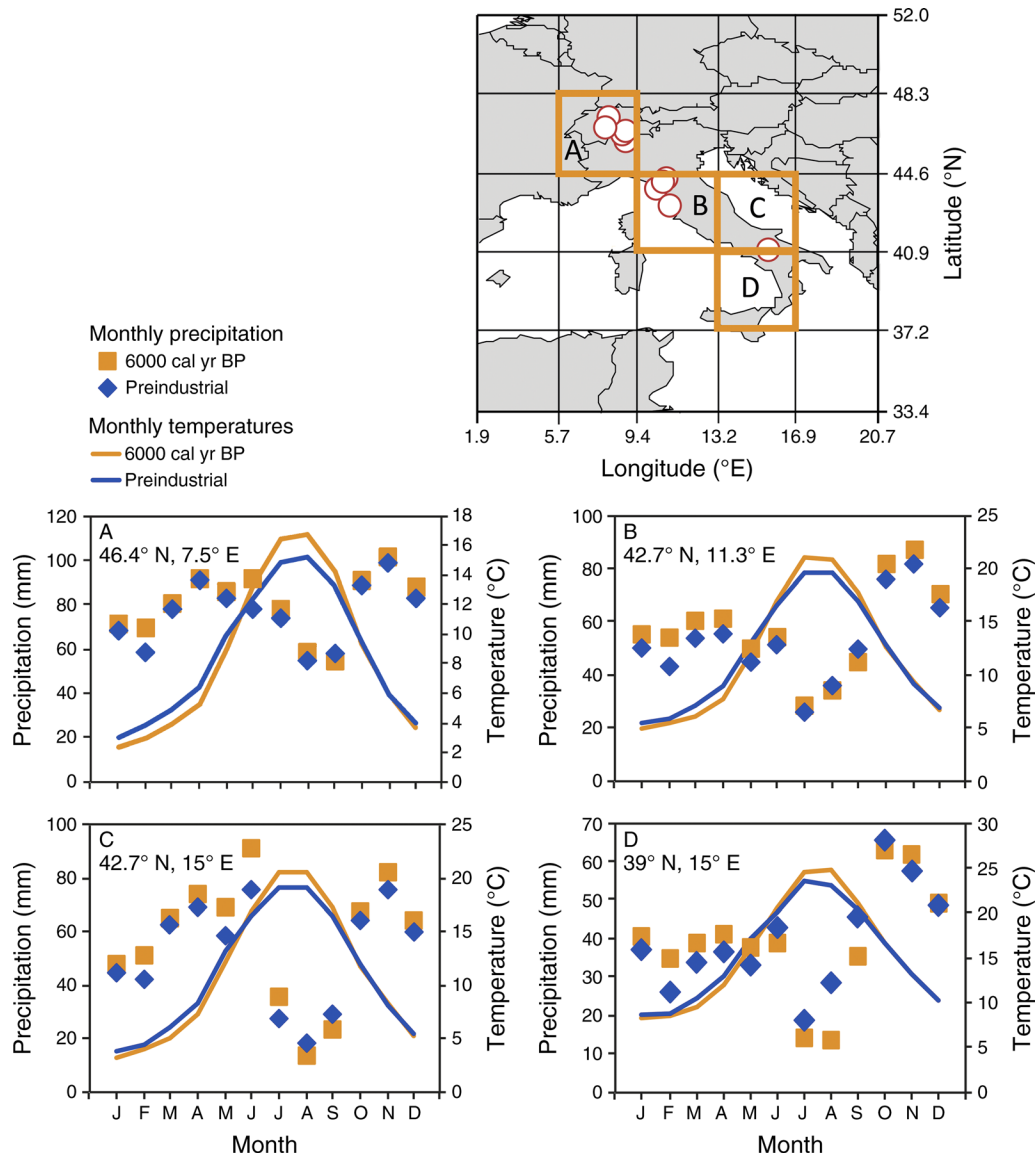 52.0
48.3
44.6
40.9
37.2
33.4
Latitude (°N)
A
B
C
D
1.9 5.7 9.4 13.2 16.9 20.7
Longitude (°E)
Monthly precipitation
6000 cal yr BP
Preindustrial
Monthly temperatures
6000 cal yr BP
Preindustrial
A
46.4° N, 7.5° E
Precipitation (mm)
120
100
80
60
40
20
0
Temperature (°C)
18
16
14
12
10
8
6
4
2
0
B
42.7° N, 11.3° E
Precipitation (mm)
100
80
60
40
20
0
Temperature (°C)
25
20
15
10
5
0
C
42.7° N, 15° E
Precipitation (mm)
100
80
60
40
20
0
Temperature (°C)
25
20
15
10
5
0
J F M A M J J A S O N D
Month
D
39° N, 15° E
Precipitation (mm)
70
60
50
40
30
20
10
0
Temperature (°C)
30
25
20
15
10
5
0
J F M A M J J A S O N D
Month